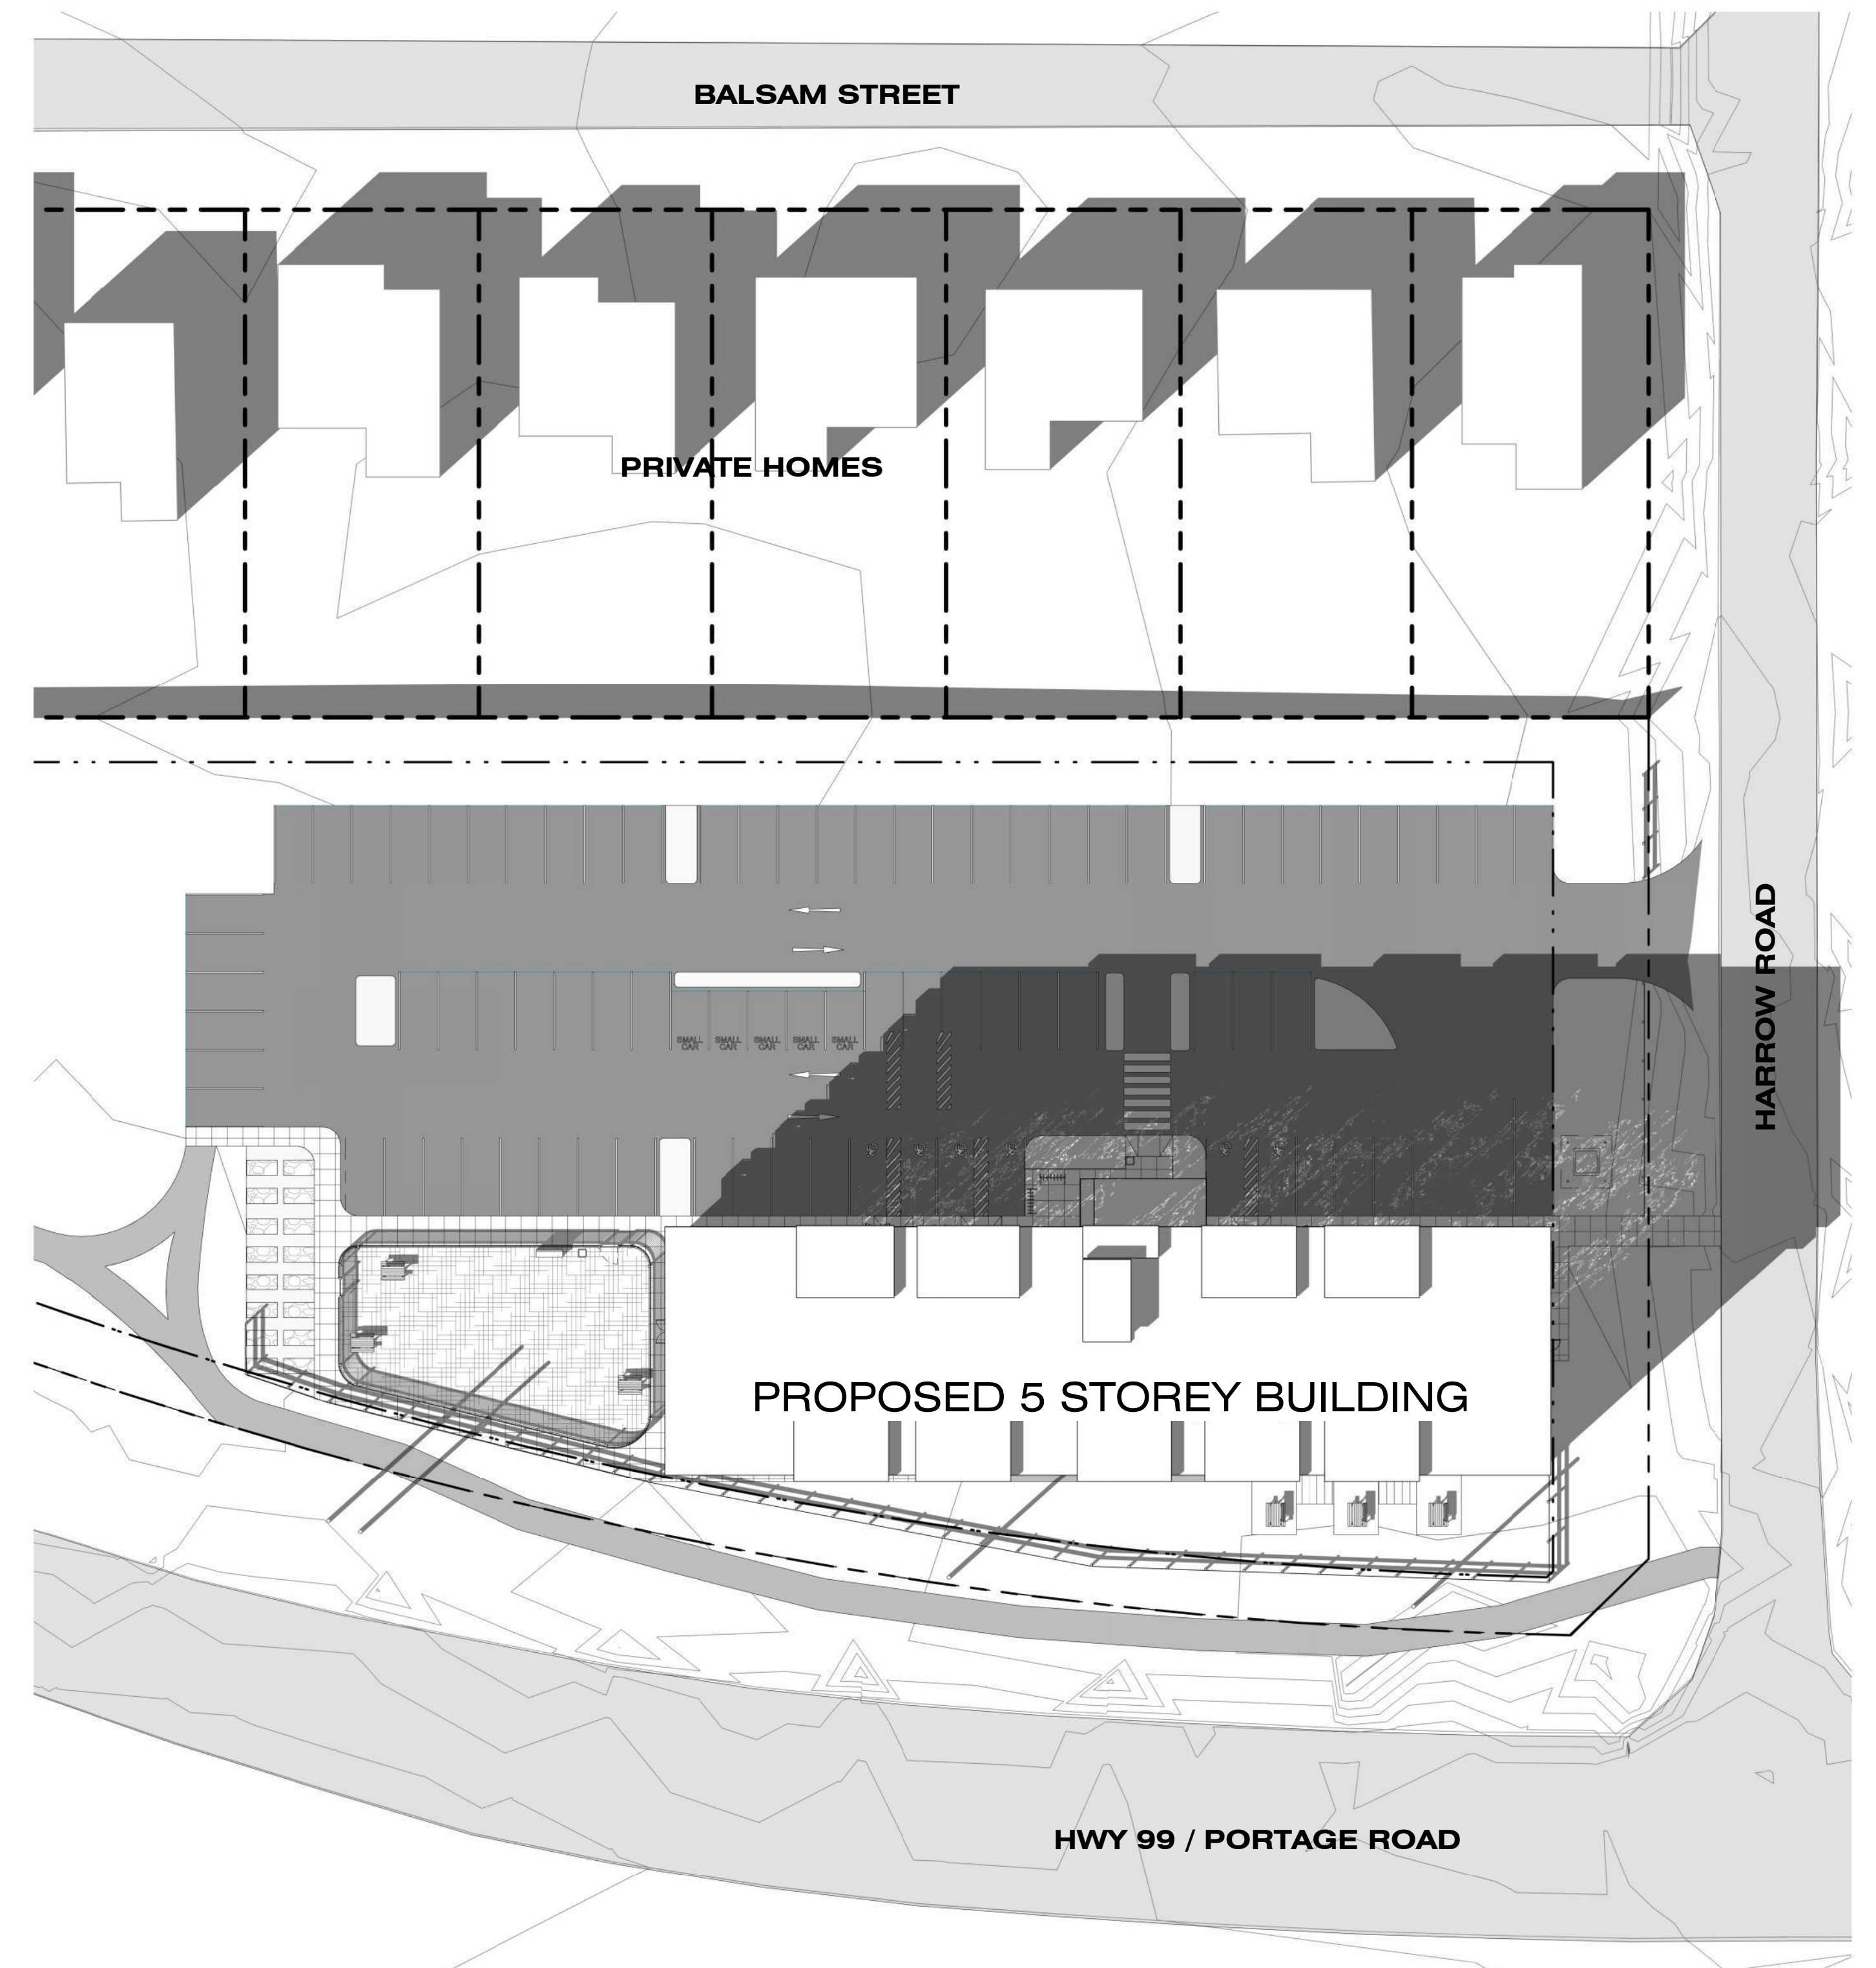 BALSAM STREET
PRIVATE HOMES
HARROW ROAD
SMALL CAR
SMALL CAR
SMALL CAR
SMALL CAR
SMALL CAR
PROPOSED 5 STOREY BUILDING
HWY 99 / PORTAGE ROAD